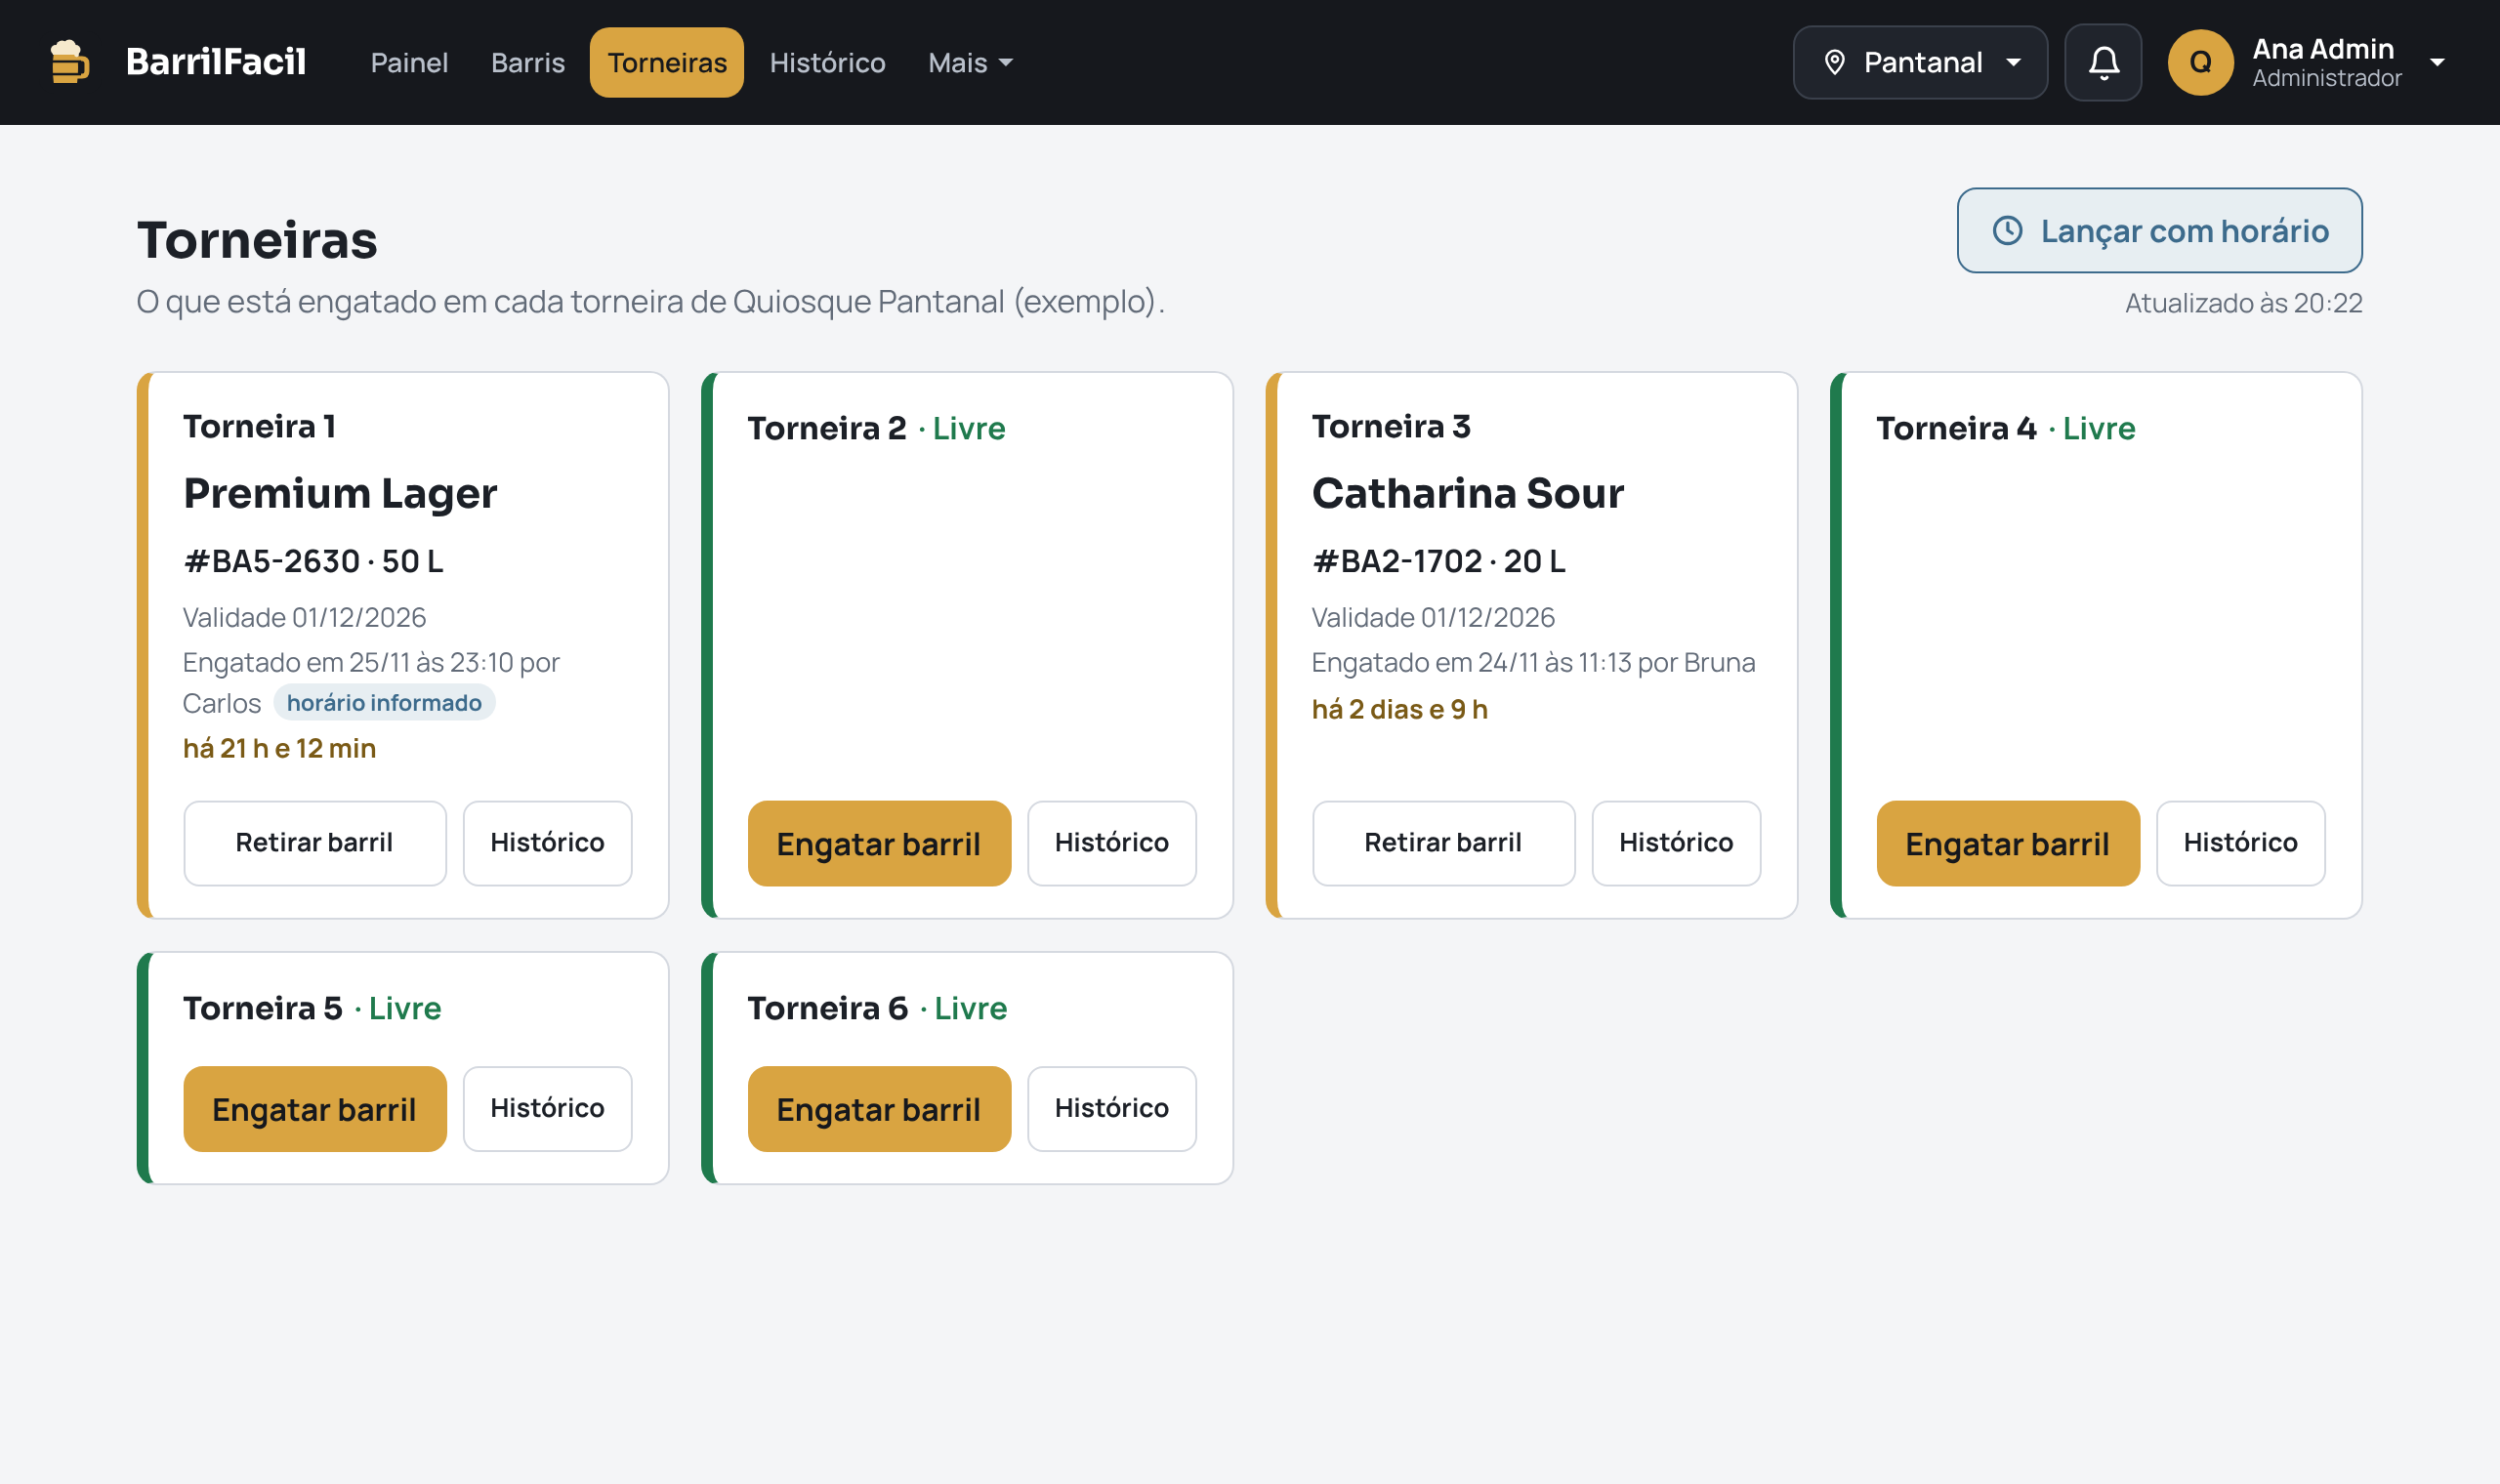 BarrilFacil
Painel
Barris
Torneiras
Histórico
Mais
Pantanal
Q
Ana Admin
Administrador
Torneiras
O que está engatado em cada torneira de Quiosque Pantanal (exemplo).
Lançar com horário
Atualizado às 20:22
Torneira 1
Premium Lager
#BA5-2630 · 50 L
Validade 01/12/2026
Engatado em 25/11 às 23:10 por
Carlos horário informado
há 21 h e 12 min
Retirar barril
Histórico
Torneira 2 · Livre
Engatar barril
Histórico
Torneira 3
Catharina Sour
#BA2-1702 · 20 L
Validade 01/12/2026
Engatado em 24/11 às 11:13 por Bruna
há 2 dias e 9 h
Retirar barril
Histórico
Torneira 4 · Livre
Engatar barril
Histórico
Torneira 5 · Livre
Engatar barril
Histórico
Torneira 6 · Livre
Engatar barril
Histórico